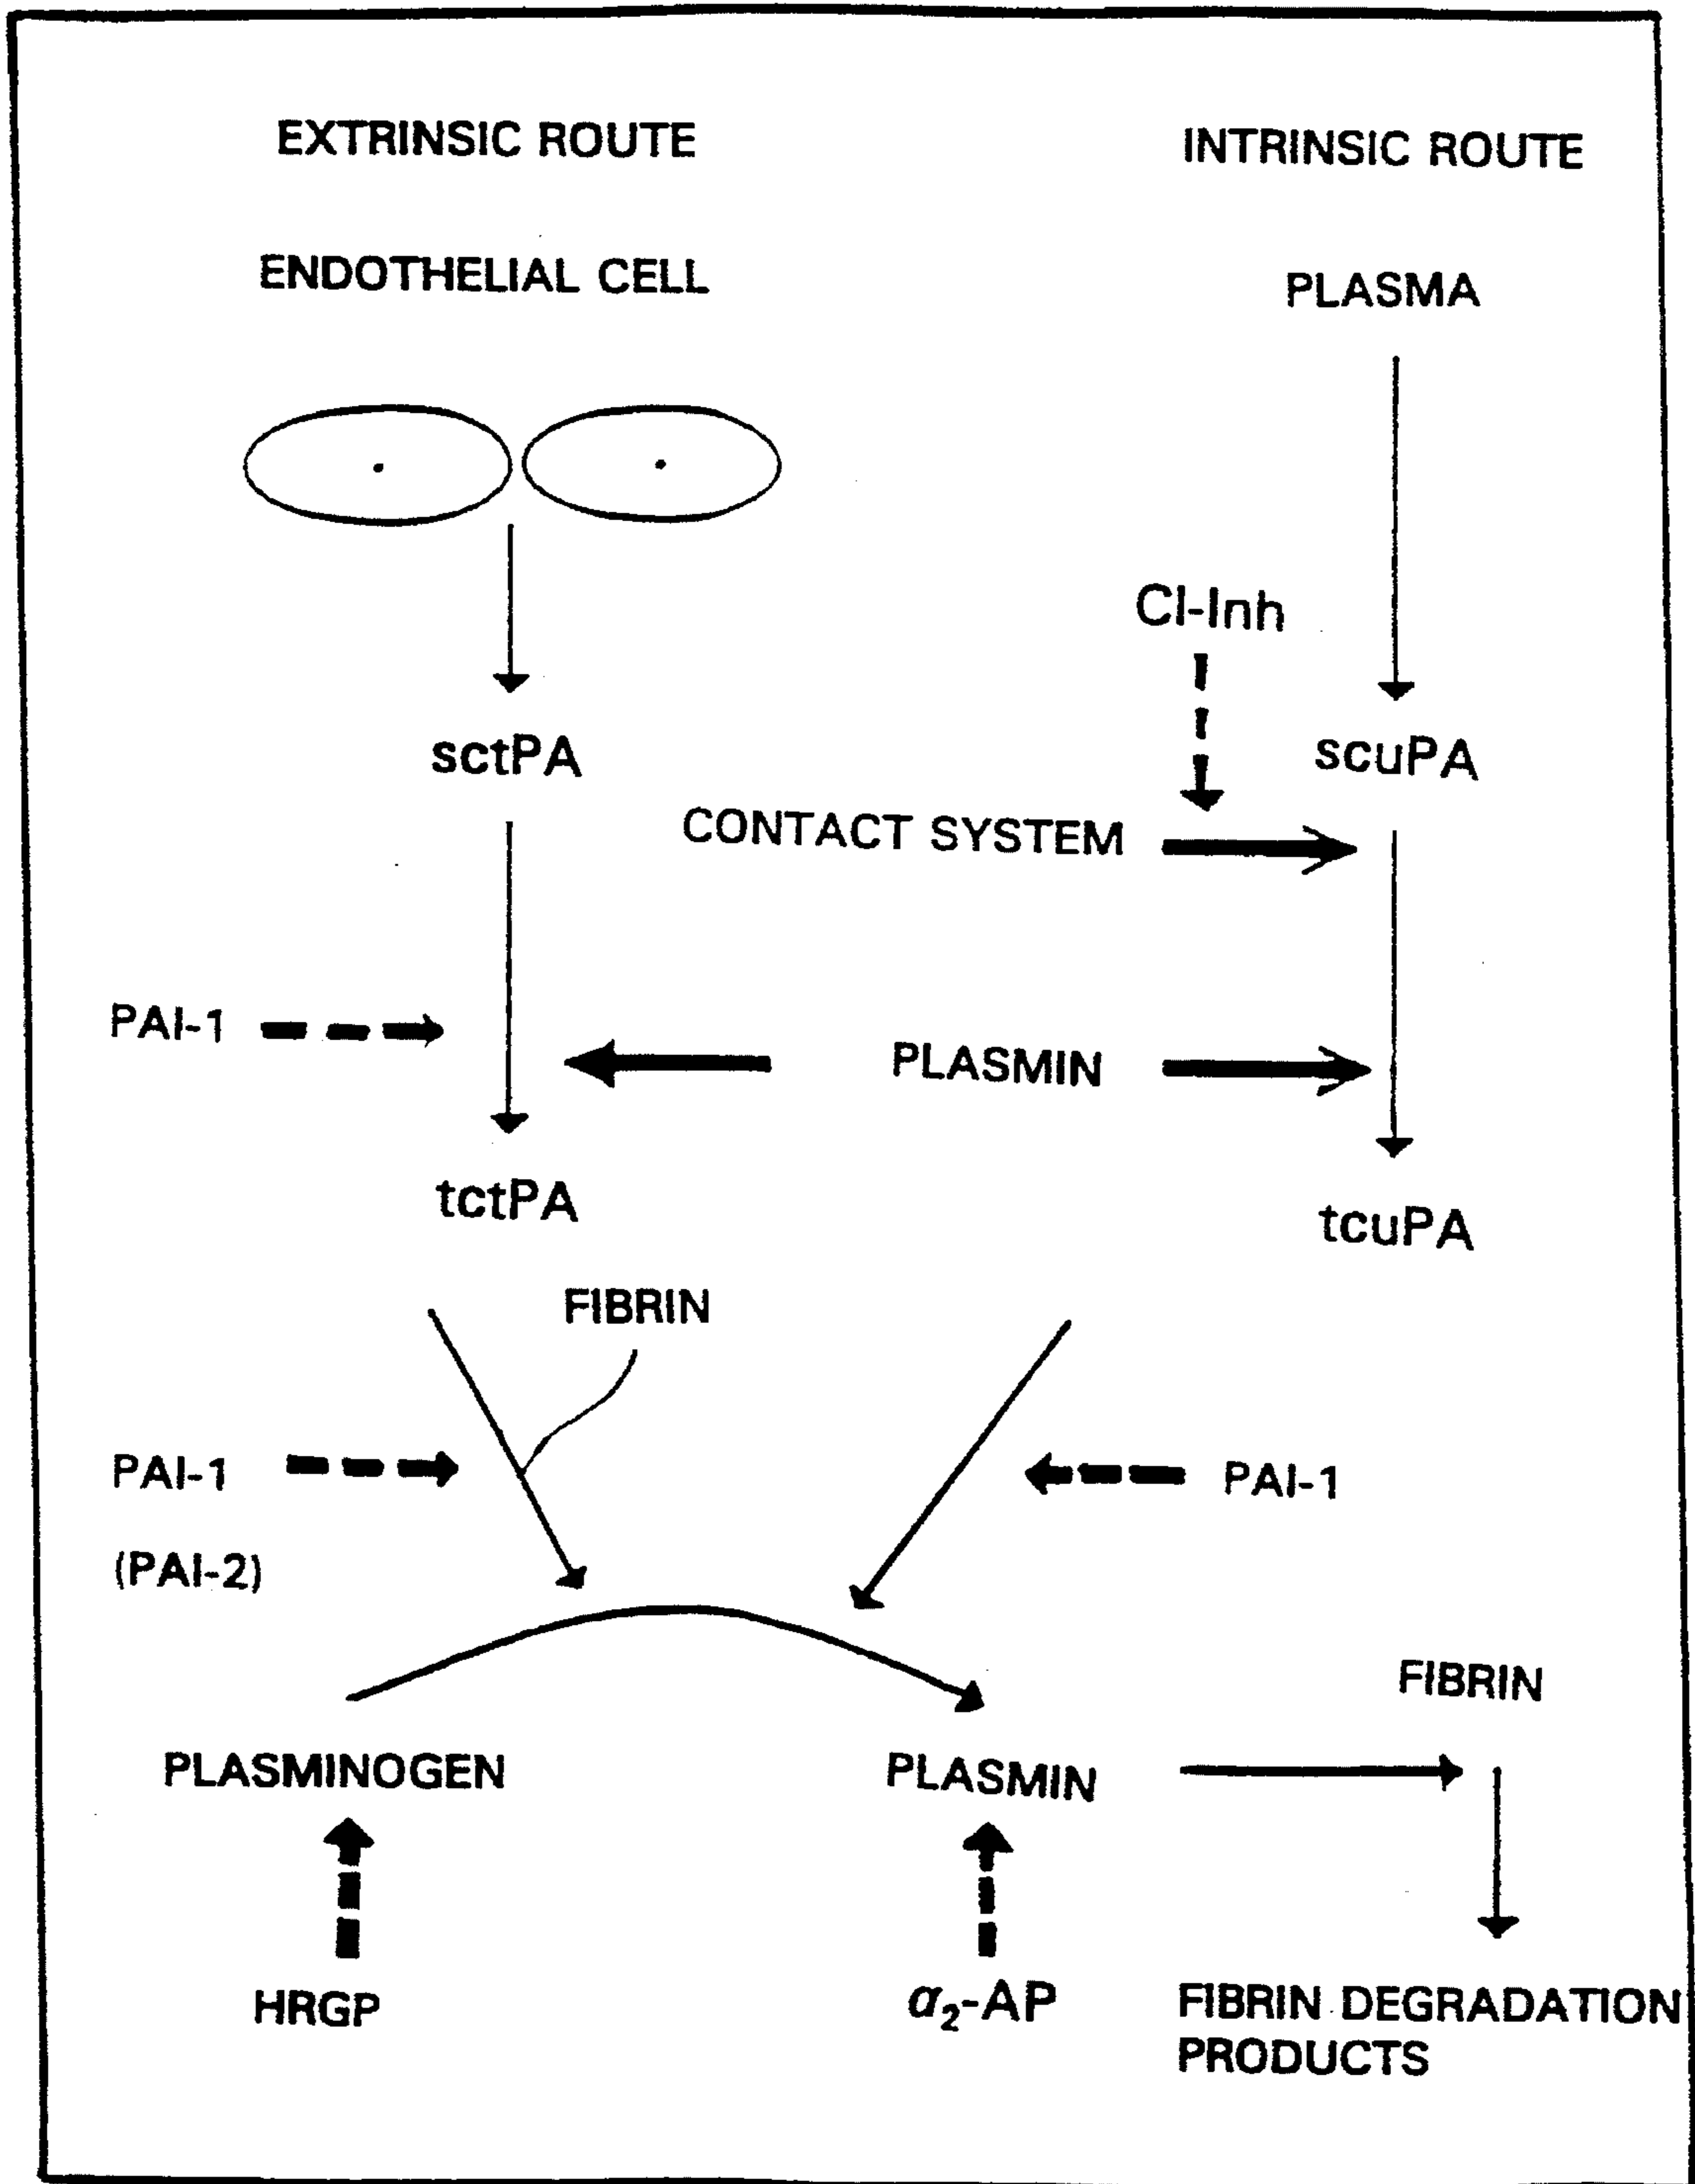 EXTRINSIC ROUTE
INTRINSIC ROUTE
ENDOTHELIAL CELL
PLASMA
CI-Inh
sctPA
scuPA
CONTACT SYSTEM
PAI-1
PLASMIN
tctPA
tcuPA
FIBRIN
PAI-1
PAI-1
(PAI-2)
FIBRIN
PLASMINOGEN
PLASMIN
HRGP
α₂-AP
FIBRIN DEGRADATION
PRODUCTS